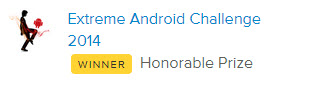 Extreme Android Challenge
2014
WINNER Honorable Prize